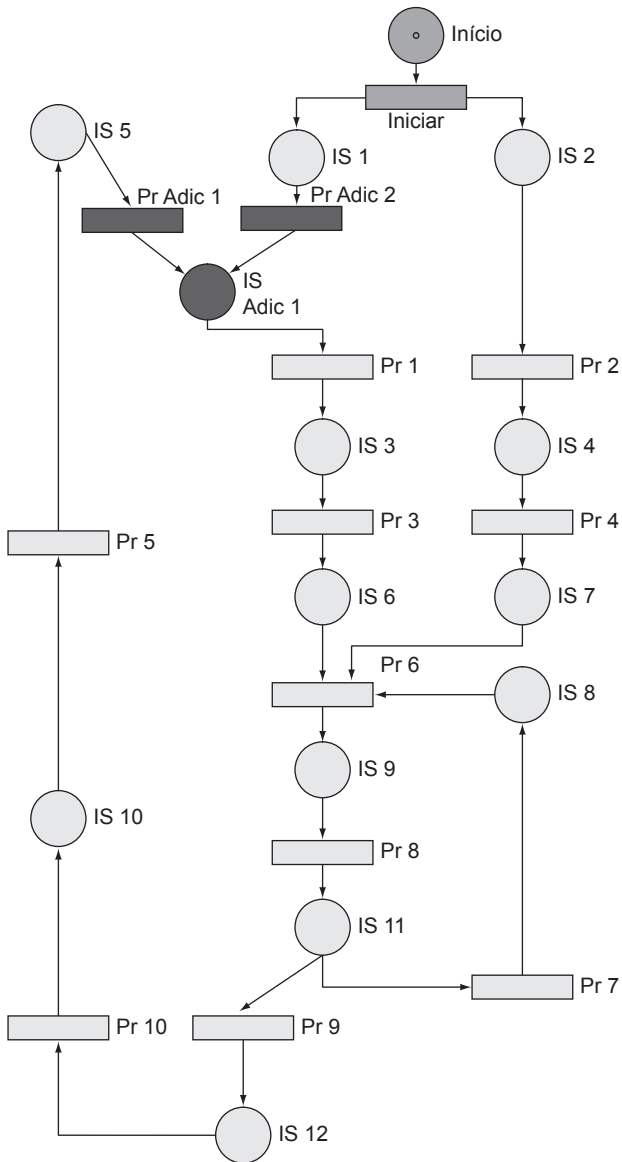 Início
Iniciar
IS 5
IS 1
IS 2
Pr Adic 1
Pr Adic 2
IS
Adic 1
Pr 1
Pr 2
IS 3
IS 4
Pr 3
Pr 4
Pr 5
IS 6
IS 7
Pr 6
IS 8
IS 9
IS 10
Pr 8
IS 11
Pr 7
Pr 10
Pr 9
IS 12